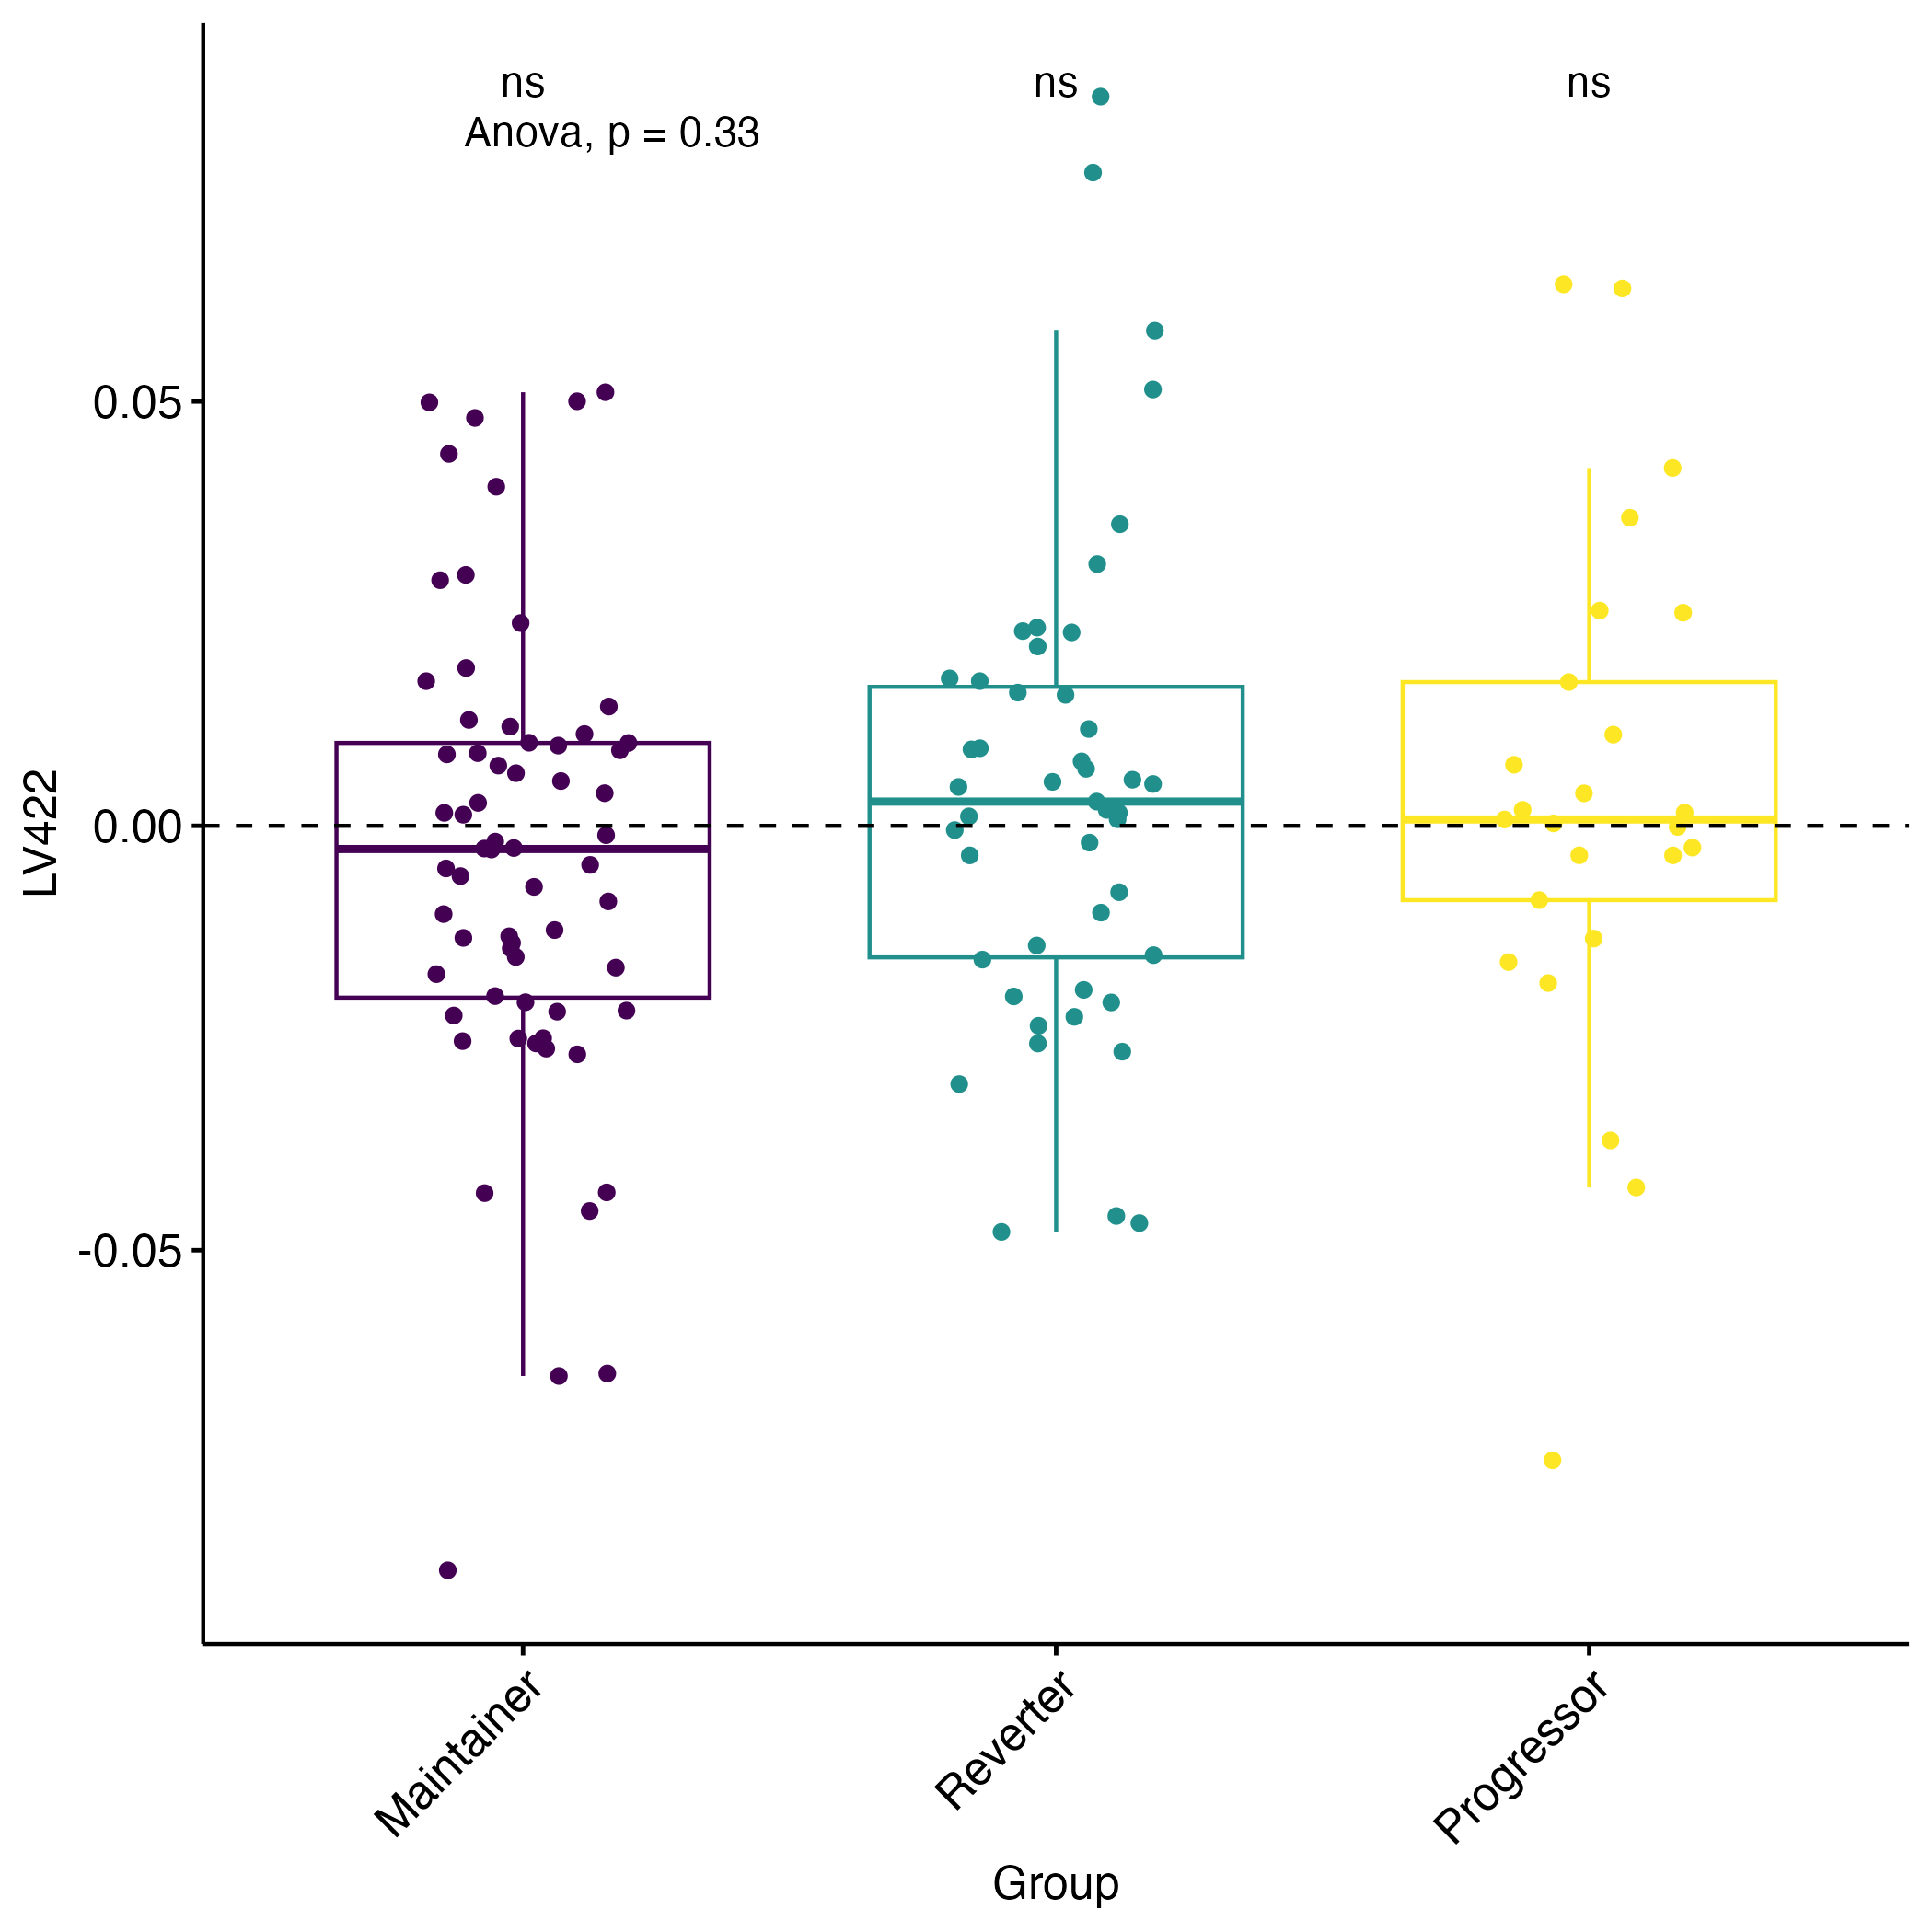 ns ns ns
Anova, p = 0.33
LV422
0.05
0.00
-0.05
Maintainer
Reverter
Progressor
Group